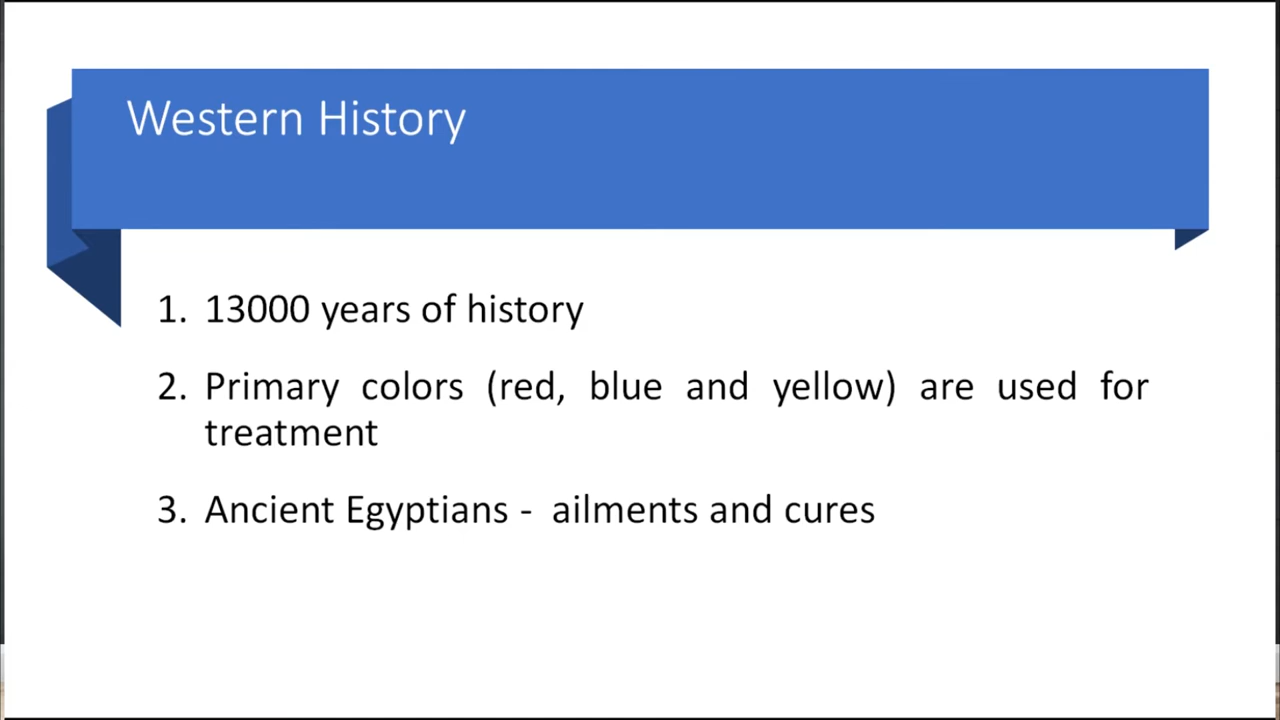 Western History
1. 13000 years of history
2. Primary colors (red, blue and yellow) are used for
treatment
3. Ancient Egyptians - ailments and cures